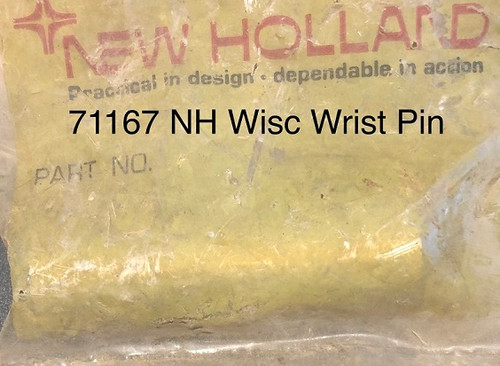 NEW HOLLAND
Practical in design - dependable in action
71167 NH Wisc Wrist Pin
PART NO.